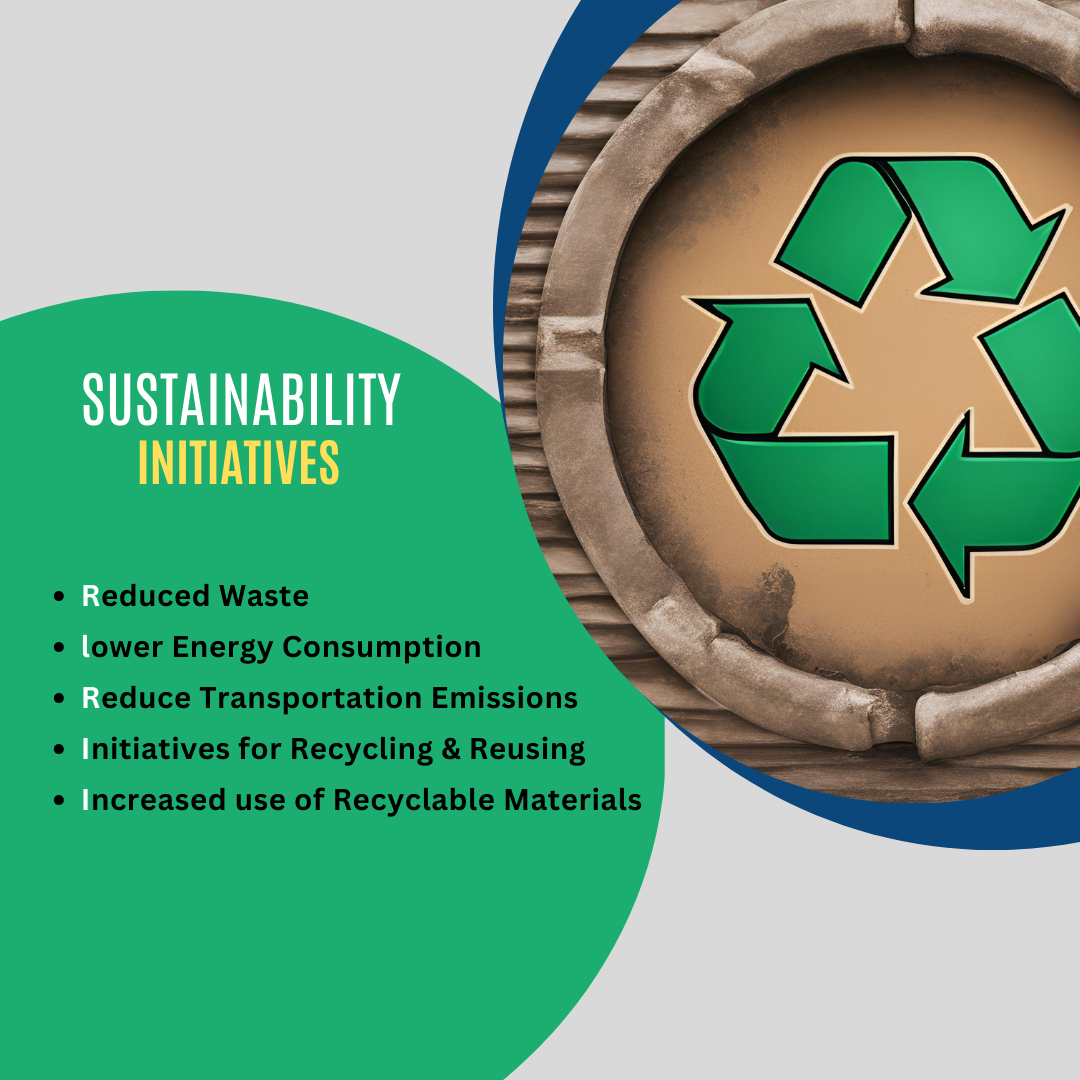 SUSTAINABILITY
INITIATIVES
• Reduced Waste
• lower Energy Consumption
• Reduce Transportation Emissions
• Initiatives for Recycling & Reusing
• Increased use of Recyclable Materials